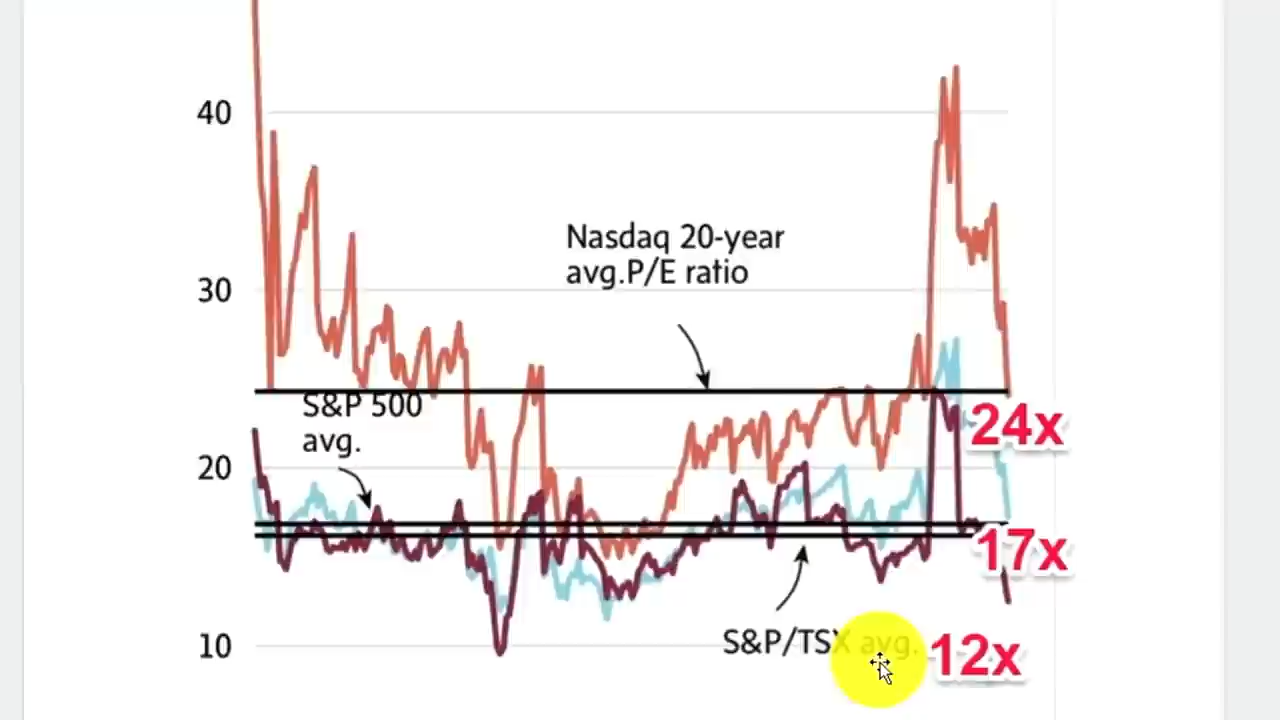 40
Nasdaq 20-year
avg.P/E ratio
30
S&P 500
avg.
24x
20
17x
S&P/TSX avg.
12x
10